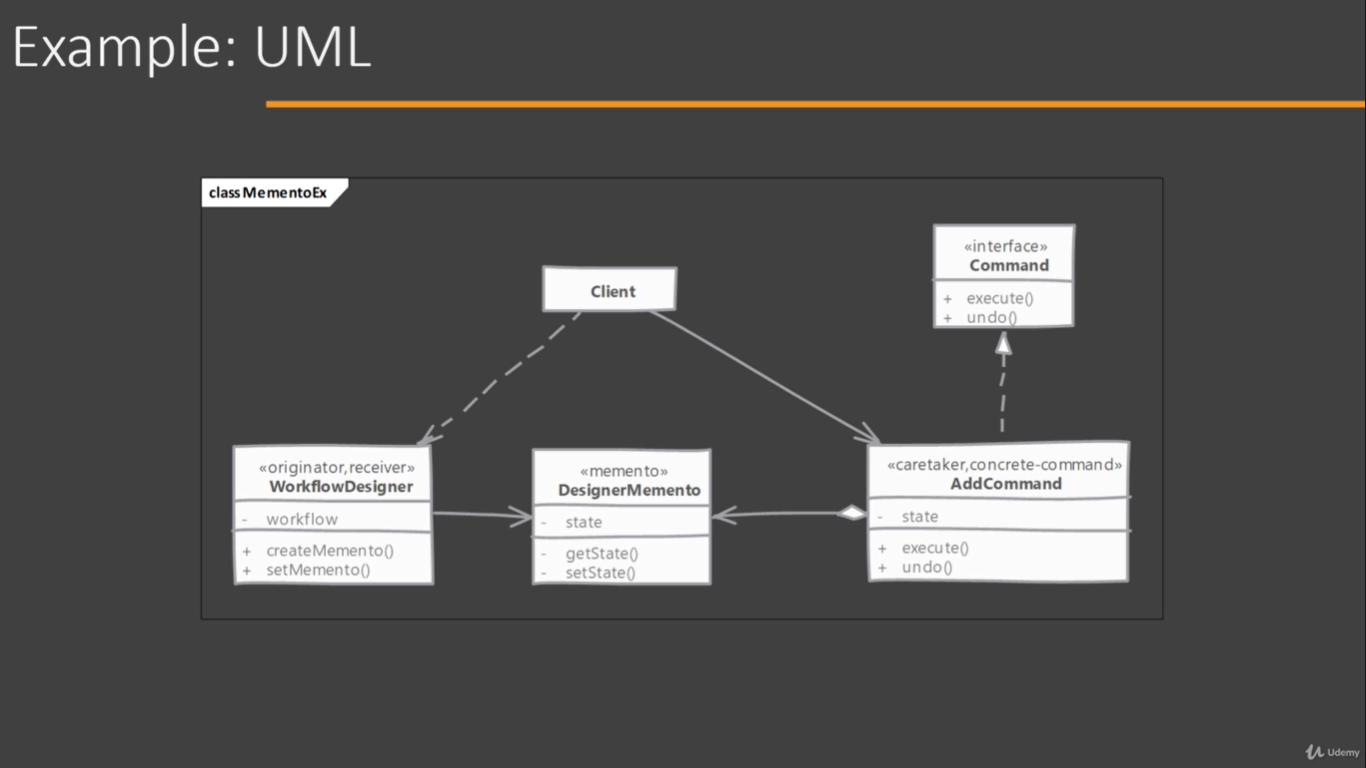 Example: UML
class MementoEx
«interface»
Command
+ execute()
+ undo()
Client
«originator,receiver»
WorkflowDesigner
- workflow
+ createMemento()
+ setMemento()
«memento»
DesignerMemento
- state
- getState()
- setState()
«caretaker,concrete-command»
AddCommand
- state
+ execute()
+ undo()
Udemy